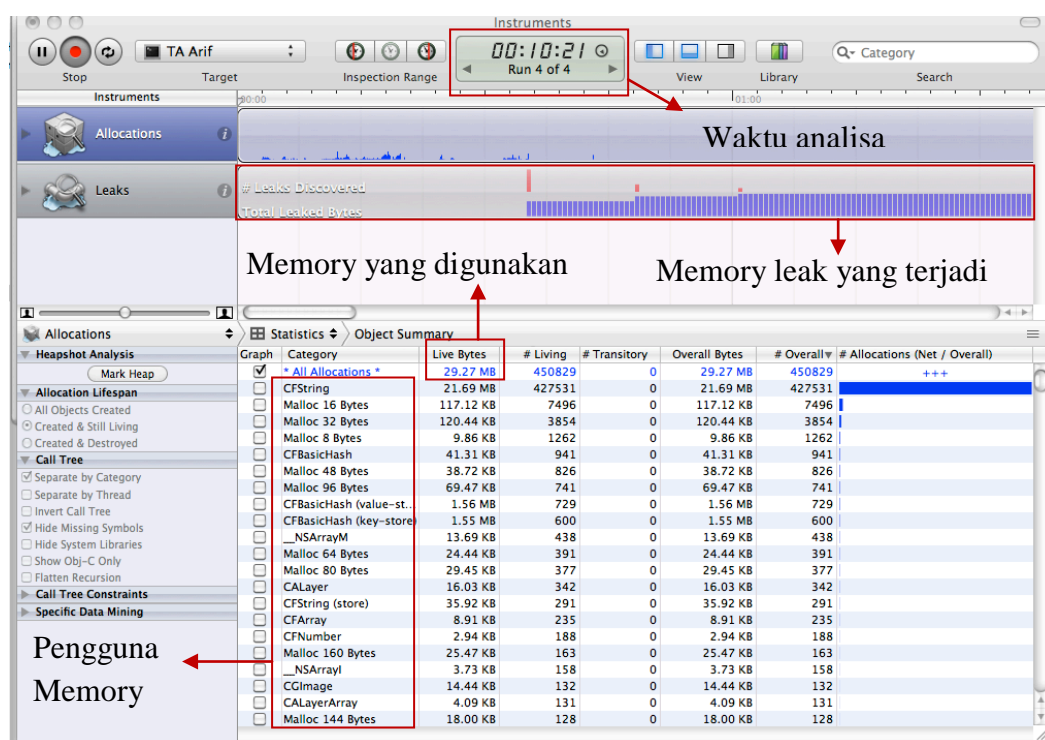 Instruments
TA Arif
00:10:21
Run 4 of 4
Q- Category
Stop Target Inspection Range View Library Search
Instruments 00:00 01:00
Allocations
Waktu analisa
Leaks
# Leaks Discovered
Total Leaked Bytes
Memory yang digunakan
Memory leak yang terjadi
Allocations Statistics Object Summary
Heapshot Analysis
Mark Heap
Allocation Lifespan
All Objects Created
Created & Still Living
Created & Destroyed
Call Tree
Separate by Category
Separate by Thread
Invert Call Tree
Hide Missing Symbols
Hide System Libraries
Show Obj-C Only
Flatten Recursion
Call Tree Constraints
Specific Data Mining
Pengguna
Memory
Graph Category Live Bytes # Living # Transitory Overall Bytes # Overall # Allocations (Net / Overall)
* All Allocations * 29.27 MB 450829 0 29.27 MB 450829 +++
CFString 21.69 MB 427531 0 21.69 MB 427531
Malloc 16 Bytes 117.12 KB 7496 0 117.12 KB 7496
Malloc 32 Bytes 120.44 KB 3854 0 120.44 KB 3854
Malloc 8 Bytes 9.86 KB 1262 0 9.86 KB 1262
CFBasicHash 41.31 KB 941 0 41.31 KB 941
Malloc 48 Bytes 38.72 KB 826 0 38.72 KB 826
Malloc 96 Bytes 69.47 KB 741 0 69.47 KB 741
CFBasicHash (value-st... 1.56 MB 729 0 1.56 MB 729
CFBasicHash (key-store) 1.55 MB 600 0 1.55 MB 600
__NSArrayM 13.69 KB 438 0 13.69 KB 438
Malloc 64 Bytes 24.44 KB 391 0 24.44 KB 391
Malloc 80 Bytes 29.45 KB 377 0 29.45 KB 377
CALayer 16.03 KB 342 0 16.03 KB 342
CFString (store) 35.92 KB 291 0 35.92 KB 291
CFArray 8.91 KB 235 0 8.91 KB 235
CFNumber 2.94 KB 188 0 2.94 KB 188
Malloc 160 Bytes 25.47 KB 163 0 25.47 KB 163
__NSArrayI 3.73 KB 158 0 3.73 KB 158
CGImage 14.44 KB 132 0 14.44 KB 132
CALayerArray 4.09 KB 131 0 4.09 KB 131
Malloc 144 Bytes 18.00 KB 128 0 18.00 KB 128